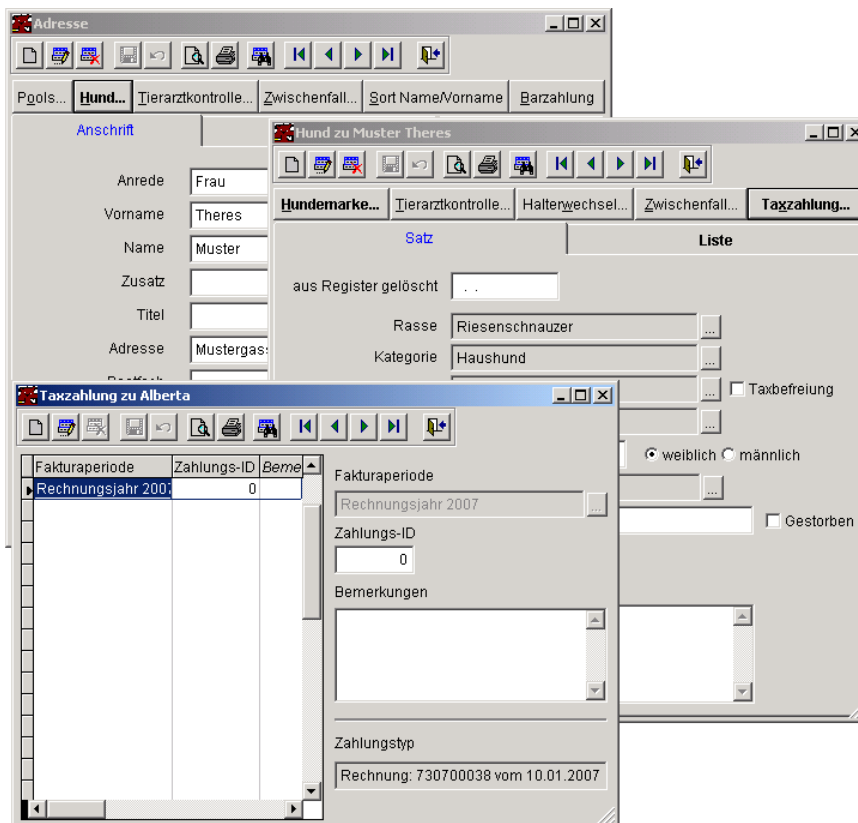 Adresse
Pools... Hund... Tierarztkontrolle... Zwischenfall... Sort Name/Vorname Barzahlung
Anschrift
Anrede Frau
Vorname Theres
Name Muster
Zusatz
Titel
Adresse Mustergas
Hund zu Muster Theres
Hundemarke... Tierarztkontrolle... Halterwechsel... Zwischenfall... Taxzahlung...
Satz Liste
aus Register gelöscht . .
Rasse Riesenschnauzer ...
Kategorie Haushund ...
... Taxbefreiung
...
weiblich männlich
...
Gestorben
Taxzahlung zu Alberta
Fakturaperiode Zahlungs-ID Beme
Rechnungsjahr 2007 0
Fakturaperiode
Rechnungsjahr 2007 ...
Zahlungs-ID
0
Bemerkungen
Zahlungstyp
Rechnung: 730700038 vom 10.01.2007